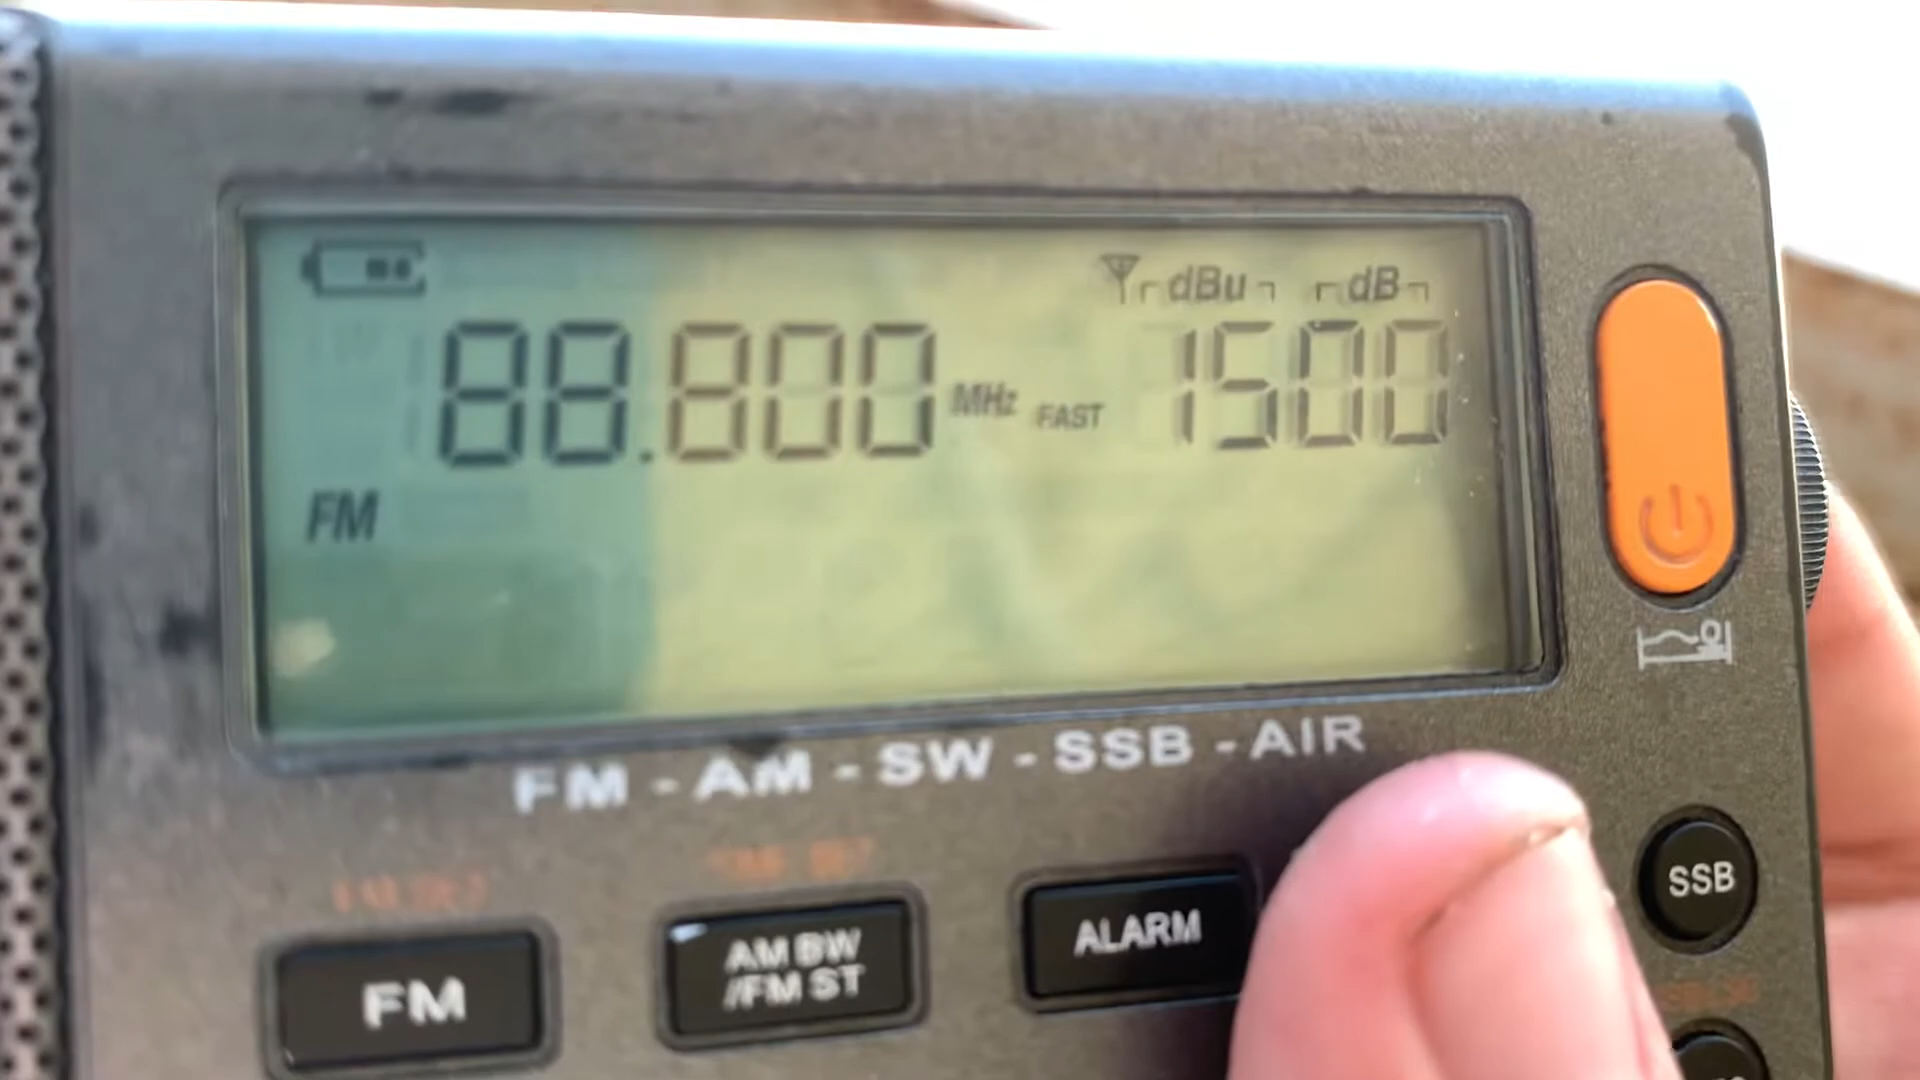 dBu dB
88.800 MHz FAST 1500
FM
FM - AM - SW - SSB - AIR
FM
AM BW
/FM ST
ALARM
SSB